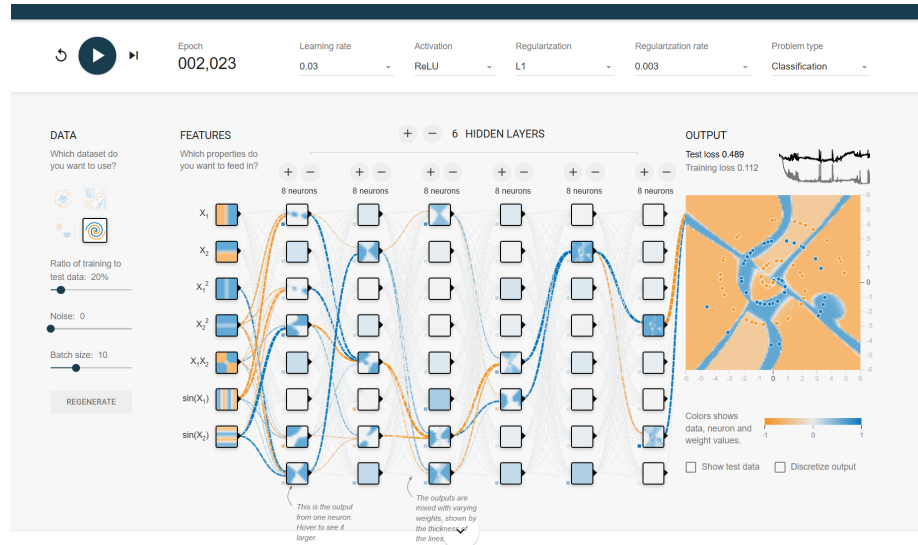 Epoch
002,023
Learning rate
0.03
Activation
ReLU
Regularization
L1
Regularization rate
0.003
Problem type
Classification
DATA
Which dataset do
you want to use?
Ratio of training to
test data: 20%
Noise: 0
Batch size: 10
REGENERATE
FEATURES
Which properties do
you want to feed in?
X₁
X₂
X₁²
X₂²
X₁X₂
sin(X₁)
sin(X₂)
+ − 6 HIDDEN LAYERS
+ − + − + − + − + − + −
8 neurons 8 neurons 8 neurons 8 neurons 8 neurons 8 neurons
This is the output
from one neuron.
Hover to see it
larger.
The outputs are
mixed with varying
weights, shown by
the thickness of
the lines.
OUTPUT
Test loss 0.489
Training loss 0.112
6
5
4
3
2
1
0
-1
-2
-3
-4
-5
-6
-6 -5 -4 -3 -2 -1 0 1 2 3 4 5 6
Colors shows
data, neuron and
weight values.
-1 0 1
Show test data
Discretize output